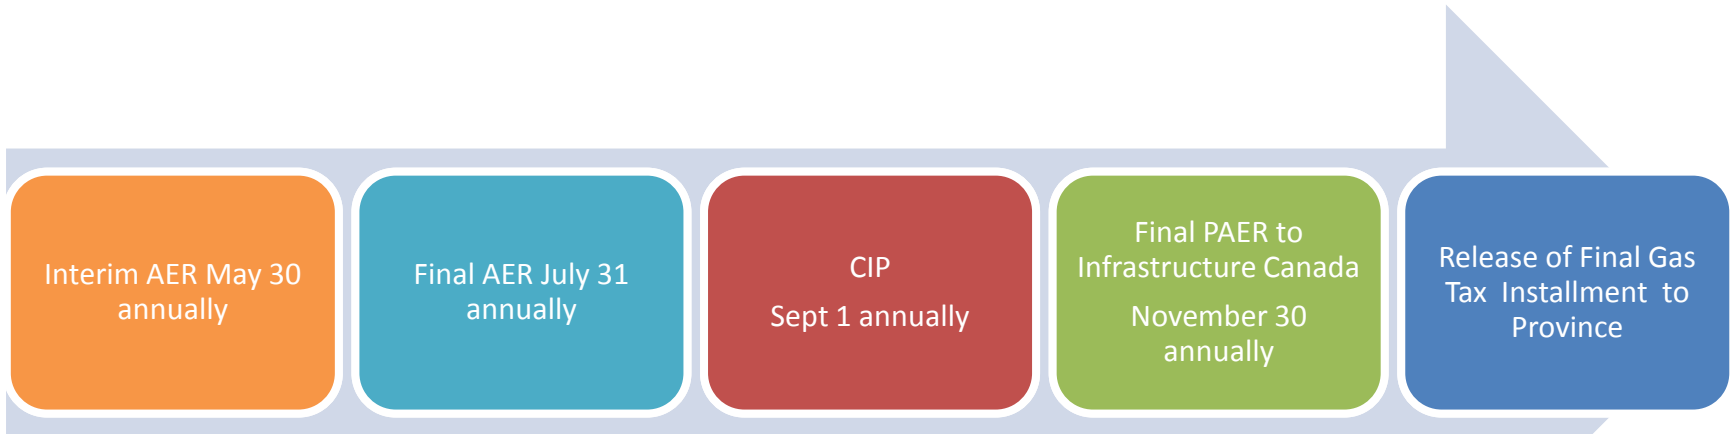 Interim AER May 30
annually
Final AER July 31
annually
CIP
Sept 1 annually
Final PAER to
Infrastructure Canada
November 30
annually
Release of Final Gas
Tax Installment to
Province